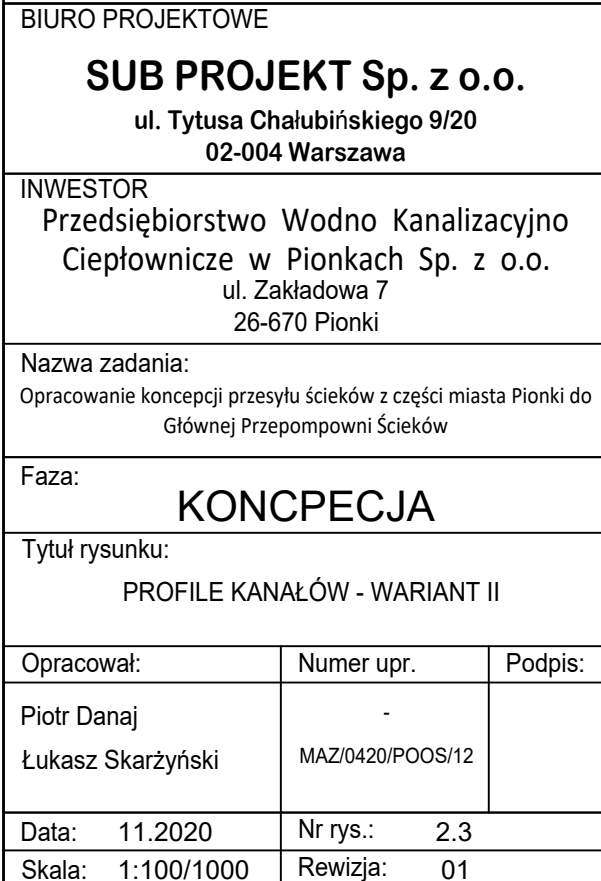 BIURO PROJEKTOWE
SUB PROJEKT Sp. z o.o.
ul. Tytusa Chałubińskiego 9/20
02-004 Warszawa
INWESTOR
Przedsiębiorstwo Wodno Kanalizacyjno
Ciepłownicze w Pionkach Sp. z o.o.
ul. Zakładowa 7
26-670 Pionki
Nazwa zadania:
Opracowanie koncepcji przesyłu ścieków z części miasta Pionki do
Głównej Przepompowni Ścieków
Faza:
KONCPECJA
Tytuł rysunku:
PROFILE KANAŁÓW - WARIANT II
Opracował: Numer upr. Podpis:
Piotr Danaj -
Łukasz Skarżyński MAZ/0420/POOS/12
Data: 11.2020 Nr rys.: 2.3
Skala: 1:100/1000 Rewizja: 01